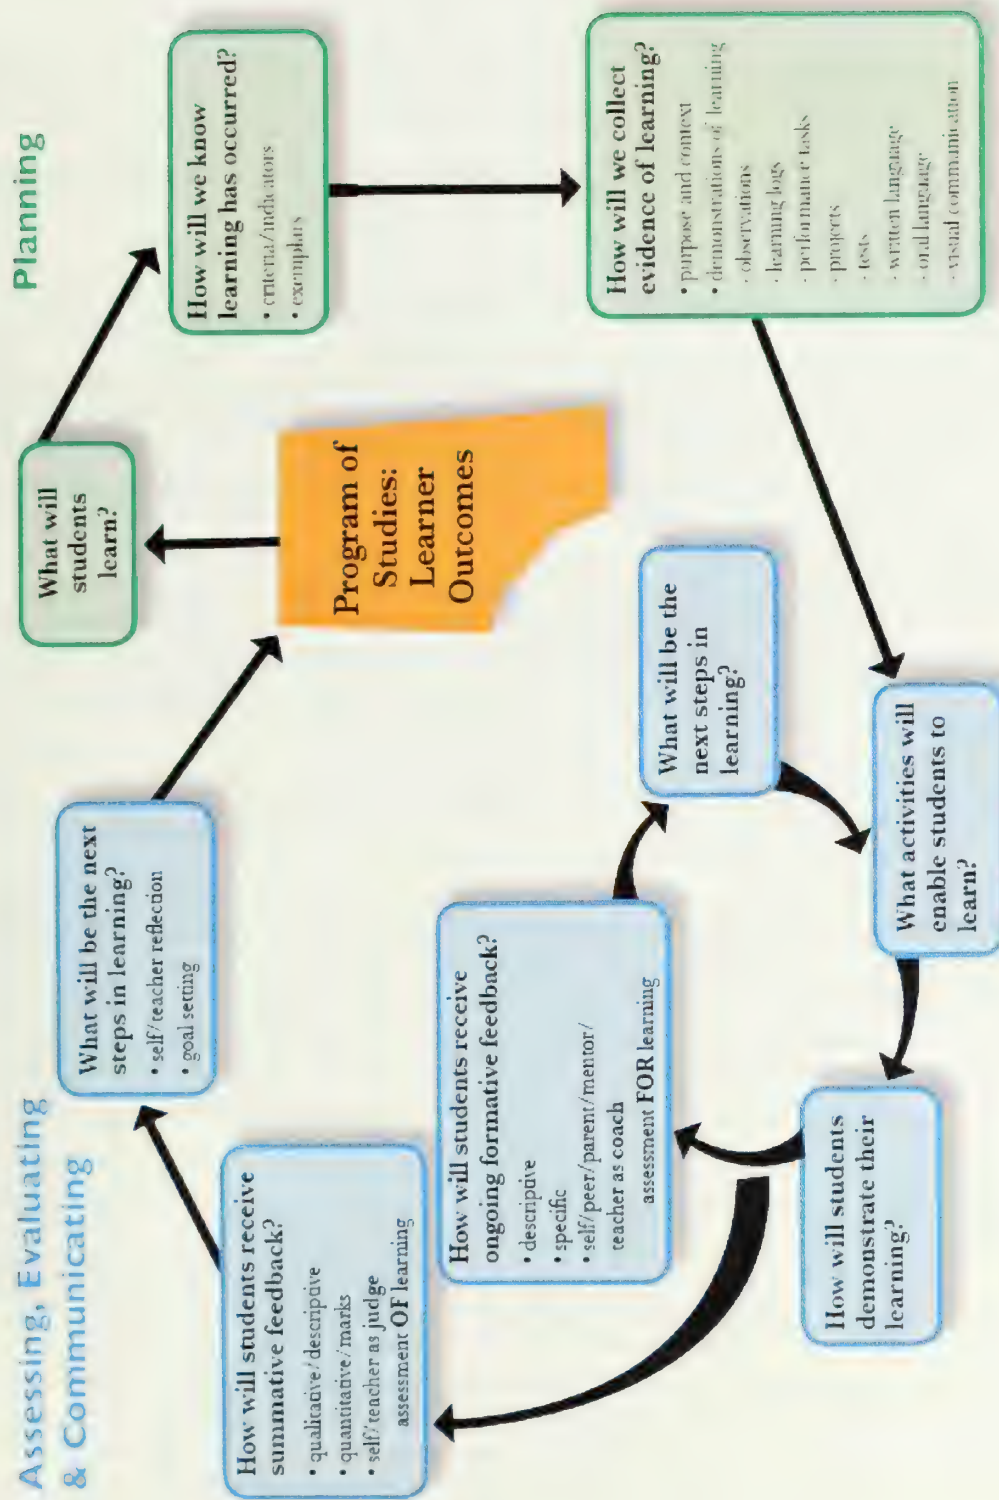 Assessing, Evaluating
& Communicating
Planning
What will
students
learn?
How will we know
learning has occurred?
• criteria/indicators
• exemplars
How will we collect
evidence of learning?
• purpose and context
• demonstrations of learning
- observations
- learning logs
- performance tasks
- projects
- tests
- written language
- oral language
- visual communication
Program of
Studies:
Learner
Outcomes
What activities will
enable students to
learn?
How will students
demonstrate their
learning?
How will students receive
ongoing formative feedback?
• descriptive
• specific
• self/peer/parent/mentor/
teacher as coach
assessment FOR learning
What will be the
next steps in
learning?
How will students receive
summative feedback?
• qualitative/descriptive
• quantitative/marks
• self/teacher as judge
assessment OF learning
What will be the next
steps in learning?
• self/teacher reflection
• goal setting